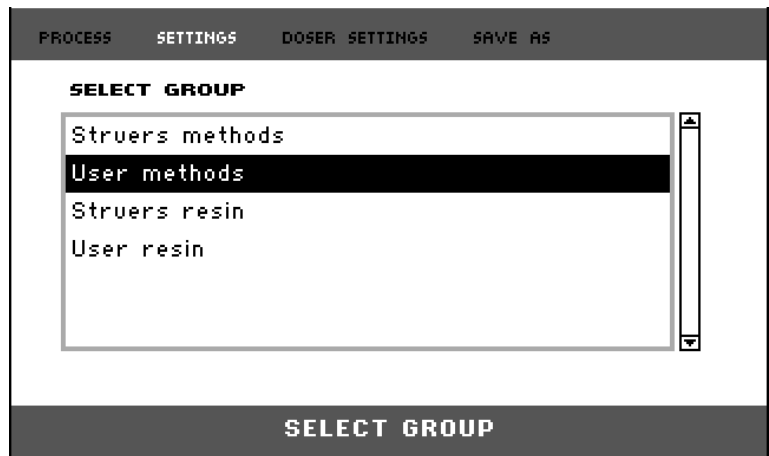 PROCESS SETTINGS DOSER SETTINGS SAVE AS
SELECT GROUP
Struers methods
User methods
Struers resin
User resin
SELECT GROUP